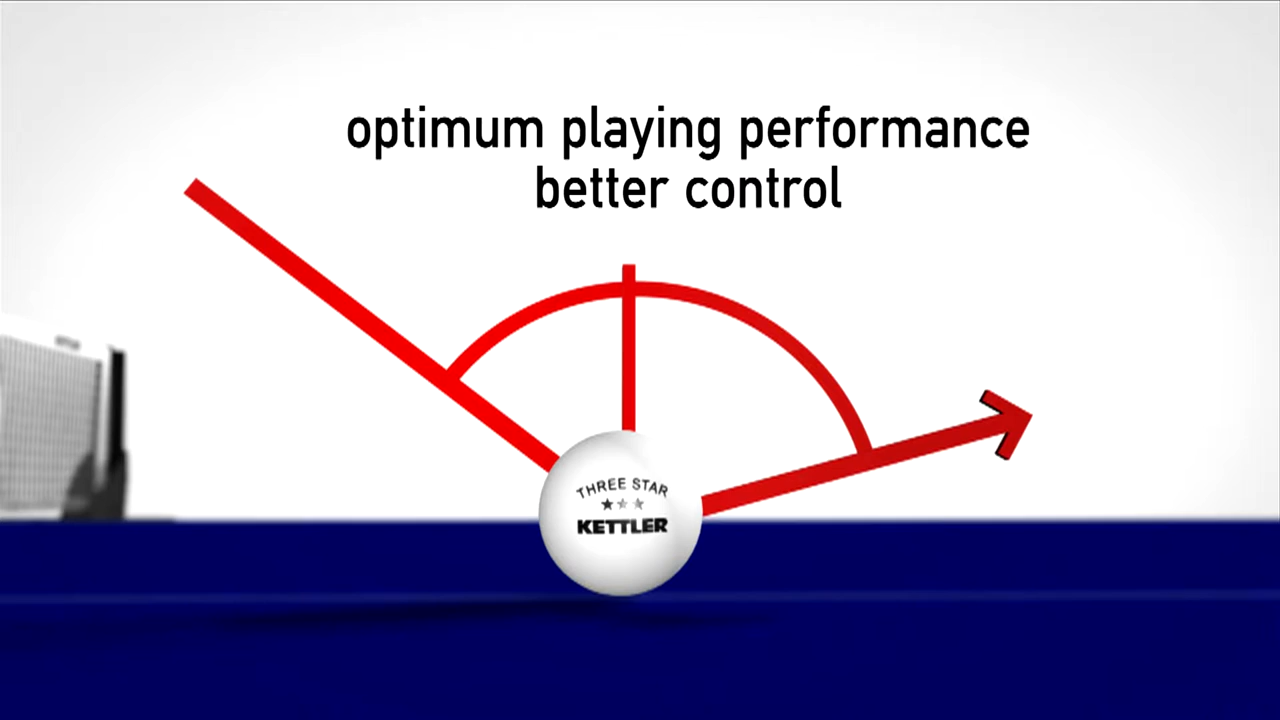 optimum playing performance
better control
THREE STAR
KETTLER